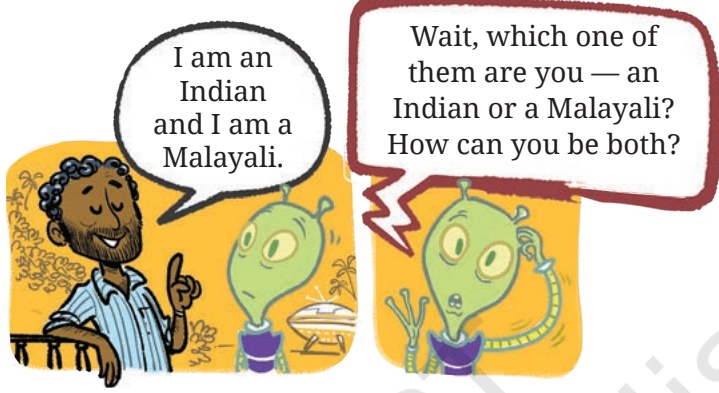 I am an
Indian
and I am a
Malayali.
Wait, which one of
them are you — an
Indian or a Malayali?
How can you be both?